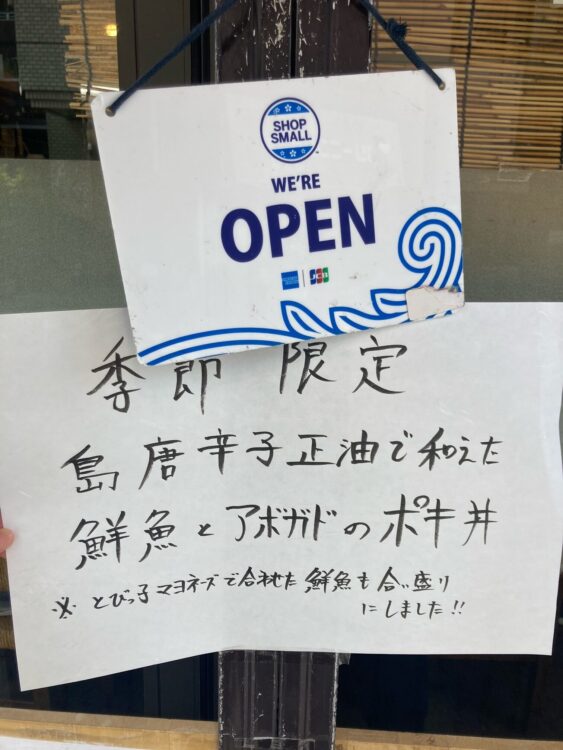 SHOP
SMALL
WE'RE
OPEN
JCB
季節限定
島唐辛子正油で和えた
鮮魚とアボガドのポキ丼
※とびっ子マヨネーズで合わせた鮮魚も合い盛り
にしました!!